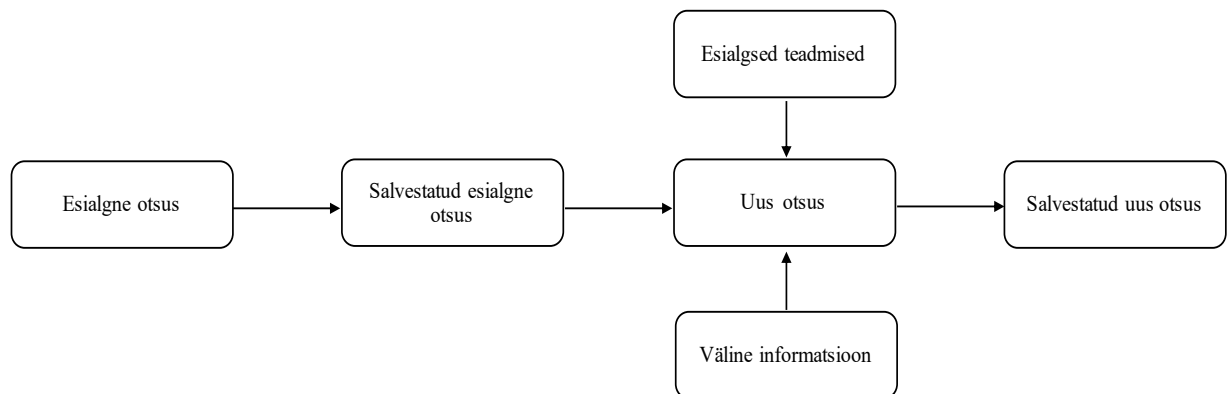 Esialgsed teadmised
Esialgne otsus
Salvestatud esialgne
otsus
Uus otsus
Salvestatud uus otsus
Väline informatsioon